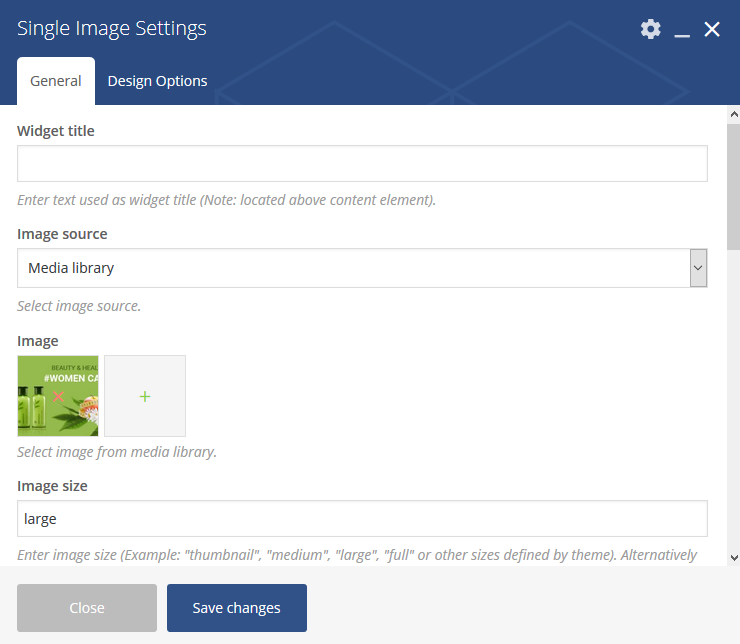 Single Image Settings
General
Design Options
Widget title
Enter text used as widget title (Note: located above content element).
Image source
Media library
Select image source.
Image
BEAUTY & HEAL
#WOMEN CA
Select image from media library.
Image size
large
Enter image size (Example: "thumbnail", "medium", "large", "full" or other sizes defined by theme). Alternatively
Close
Save changes